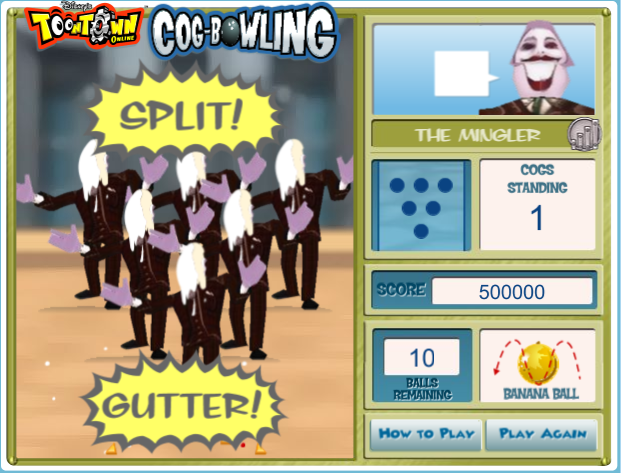 Disney's
TOONTOWN
ONLINE
COG-BOWLING
SPLIT!
GUTTER!
THE MINGLER
COGS
STANDING
1
SCORE 500000
10
BALLS
REMAINING
BANANA BALL
HOW TO PLAY
PLAY AGAIN